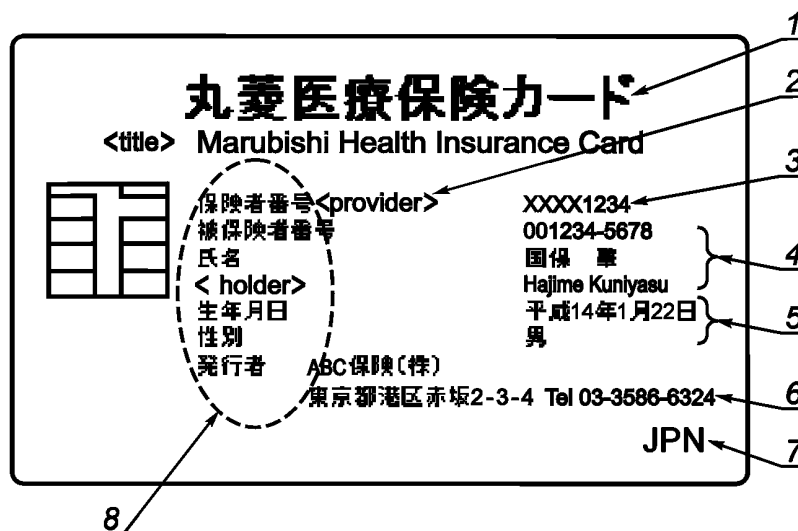 1
丸菱医療保険カード
2
<title> Marubishi Health Insurance Card
3
保険者番号<provider> XXXX1234
被保険者番号 001234-5678
氏名 国保 肇
4
< holder> Hajime Kuniyasu
生年月日 平成14年1月22日
5
性別 男
発行者 ABC保険(株)
6
東京都港区赤坂2-3-4 Tel 03-3586-6324
JPN 7
8